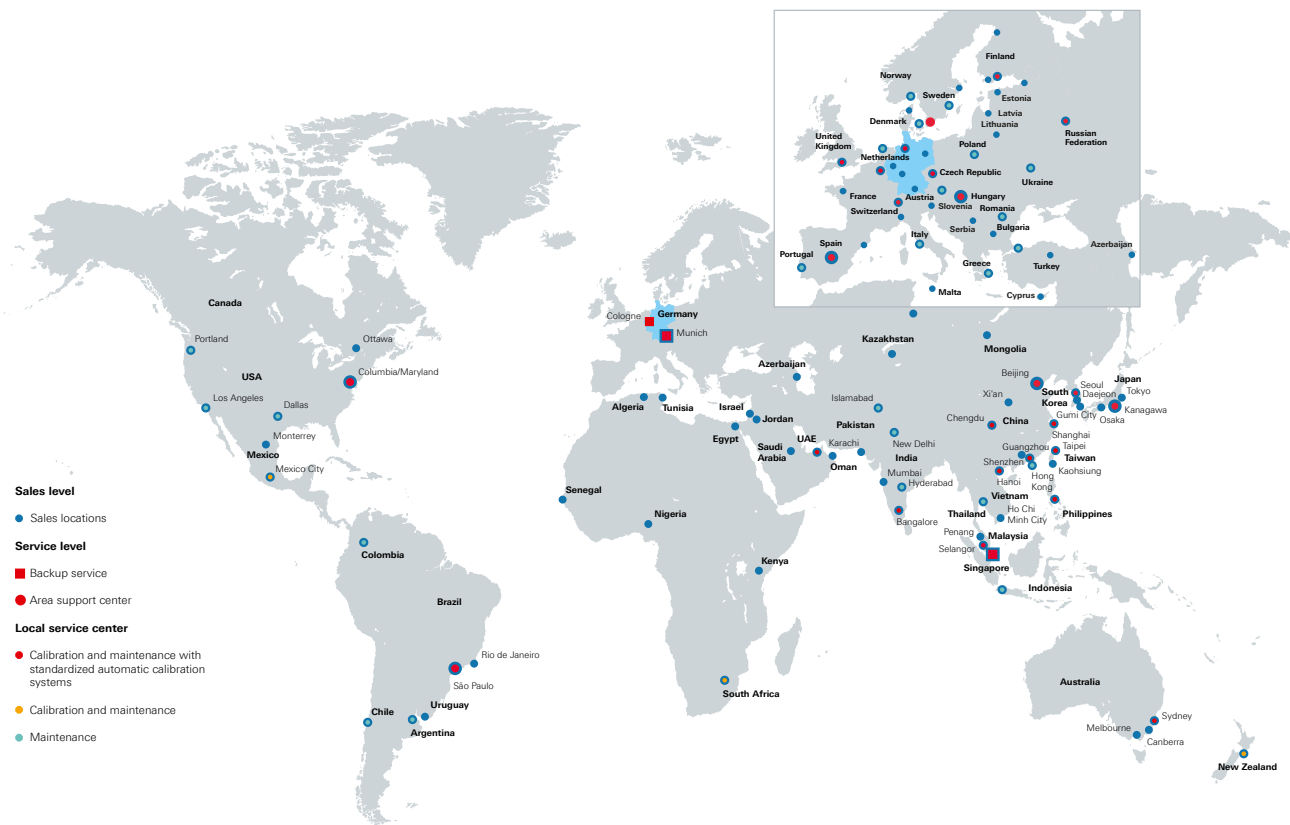 Finland
Norway
Sweden
Estonia
Latvia
Denmark
Lithuania
Russian
Federation
United
Kingdom
Poland
Netherlands
Czech Republic
Ukraine
France
Austria
Hungary
Switzerland
Slovenia
Romania
Serbia
Bulgaria
Italy
Spain
Portugal
Greece
Turkey
Azerbaijan
Malta
Cyprus
Canada
Portland
Ottawa
USA
Columbia/Maryland
Los Angeles
Dallas
Monterrey
Mexico
Mexico City
Cologne
Germany
Munich
Kazakhstan
Mongolia
Azerbaijan
Algeria
Tunisia
Israel
Jordan
Egypt
Saudi
Arabia
UAE
Oman
Islamabad
Pakistan
Karachi
New Delhi
India
Mumbai
Hyderabad
Bangalore
Beijing
Xi'an
Chengdu
China
South
Korea
Seoul
Daejeon
Gumi City
Japan
Tokyo
Kanagawa
Osaka
Shanghai
Guangzhou
Taipei
Shenzhen
Taiwan
Hanoi
Hong
Kong
Kaohsiung
Vietnam
Thailand
Ho Chi
Minh City
Philippines
Penang
Malaysia
Selangor
Singapore
Indonesia
Senegal
Nigeria
Kenya
South Africa
Colombia
Brazil
Rio de Janeiro
São Paulo
Uruguay
Chile
Argentina
Australia
Sydney
Melbourne
Canberra
New Zealand
Sales level
Sales locations
Service level
Backup service
Area support center
Local service center
Calibration and maintenance with
standardized automatic calibration
systems
Calibration and maintenance
Maintenance